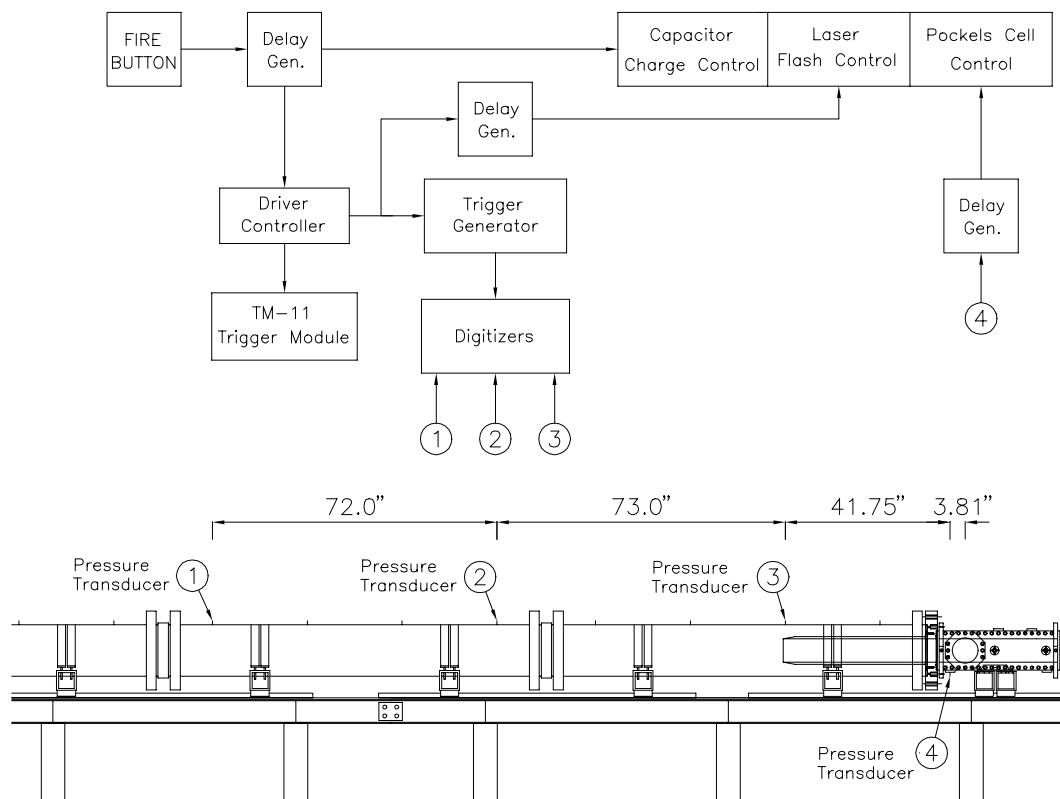 FIRE
BUTTON
Delay
Gen.
Capacitor
Charge Control
Laser
Flash Control
Pockels Cell
Control
Delay
Gen.
Driver
Controller
Trigger
Generator
Delay
Gen.
TM-11
Trigger Module
Digitizers
4
1
2
3
72.0"
73.0"
41.75"
3.81"
Pressure
Transducer
1
Pressure
Transducer
2
Pressure
Transducer
3
Pressure
Transducer
4